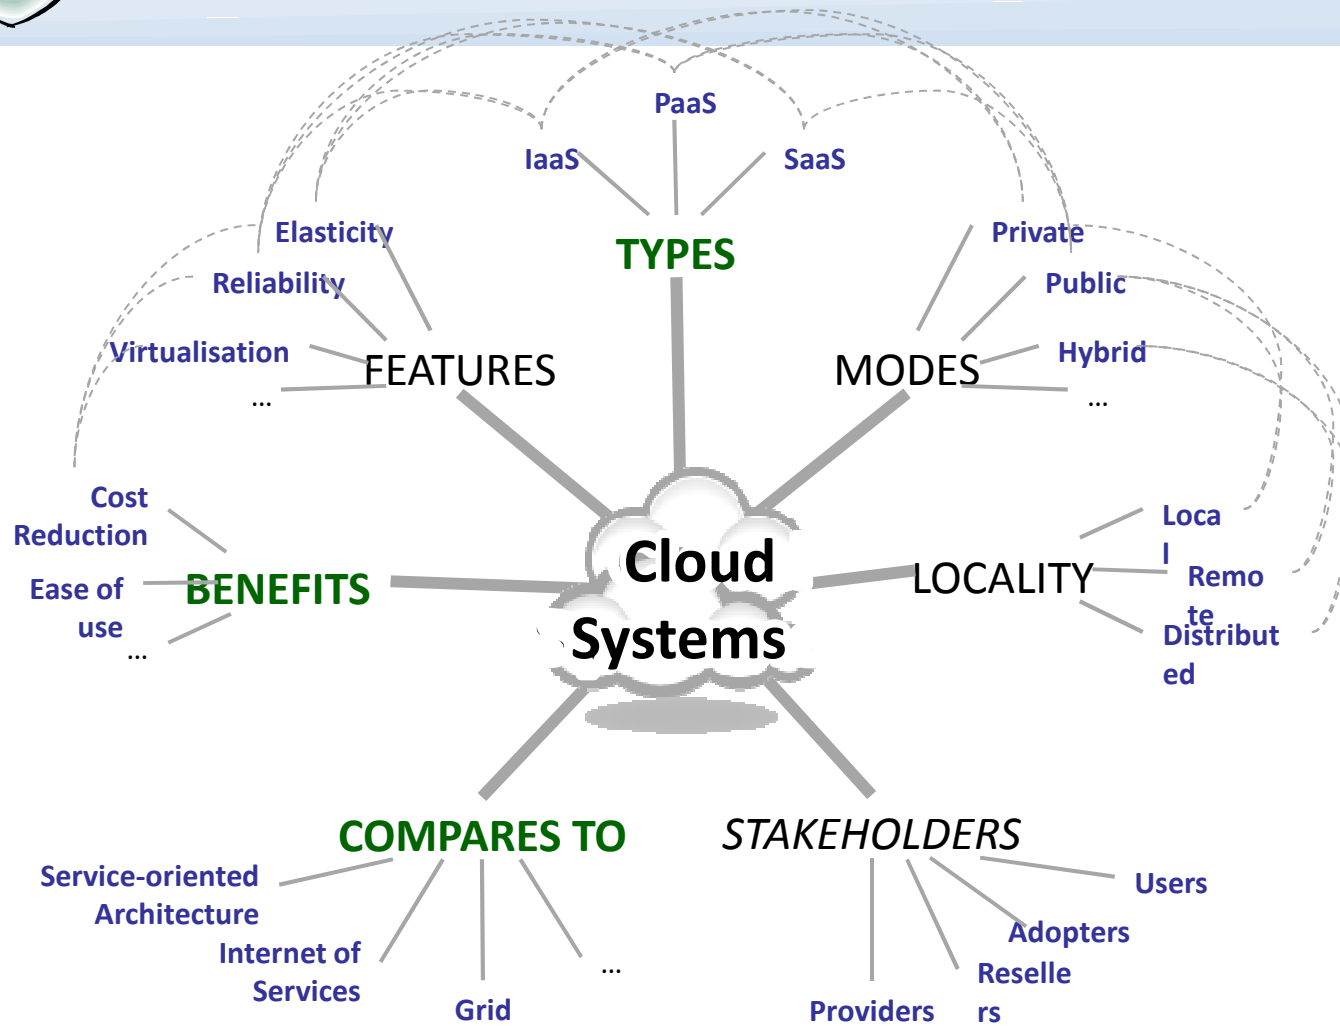 PaaS
IaaS
SaaS
Elasticity
Private
TYPES
Reliability
Public
Virtualisation
Hybrid
FEATURES
MODES
...
...
Cost
Reduction
Loca
l
Cloud
Systems
LOCALITY
Remo
te
Ease of
use
BENEFITS
...
Distribut
ed
COMPARES TO
STAKEHOLDERS
Service-oriented
Architecture
Users
Internet of
Services
Adopters
...
Reselle
rs
Grid
Providers